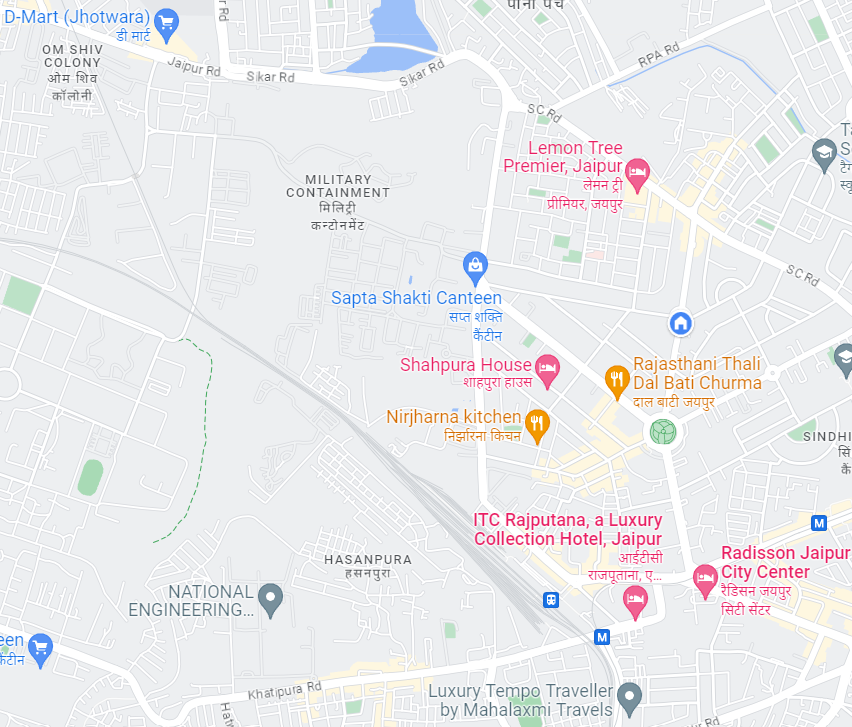 पानी पेच
D-Mart (Jhotwara)
डी मार्ट
OM SHIV
COLONY
ओम शिव
कॉलोनी
Jaipur Rd
Sikar Rd
Sikar Rd
RPA Rd
SC Rd
Lemon Tree
Premier, Jaipur
लेमन ट्री
प्रीमियर, जयपुर
MILITARY
CONTAINMENT
मिलिट्री
कन्टोनमेंट
SC Rd
Sapta Shakti Canteen
सप्त शक्ति
कैंटीन
Shahpura House
शाहपुरा हाउस
Rajasthani Thali
Dal Bati Churma
दाल बाटी जयपुर
Nirjharna kitchen
निर्झारना किचन
SINDHI
ITC Rajputana, a Luxury
Collection Hotel, Jaipur
आईटीसी
राजपूताना, ए...
M
Radisson Jaipur
City Center
रैडिसन जयपुर
सिटी सेंटर
HASANPURA
हसनपुरा
NATIONAL
ENGINEERING...
M
een
कैंटीन
Khatipura Rd
Luxury Tempo Traveller
by Mahalaxmi Travels